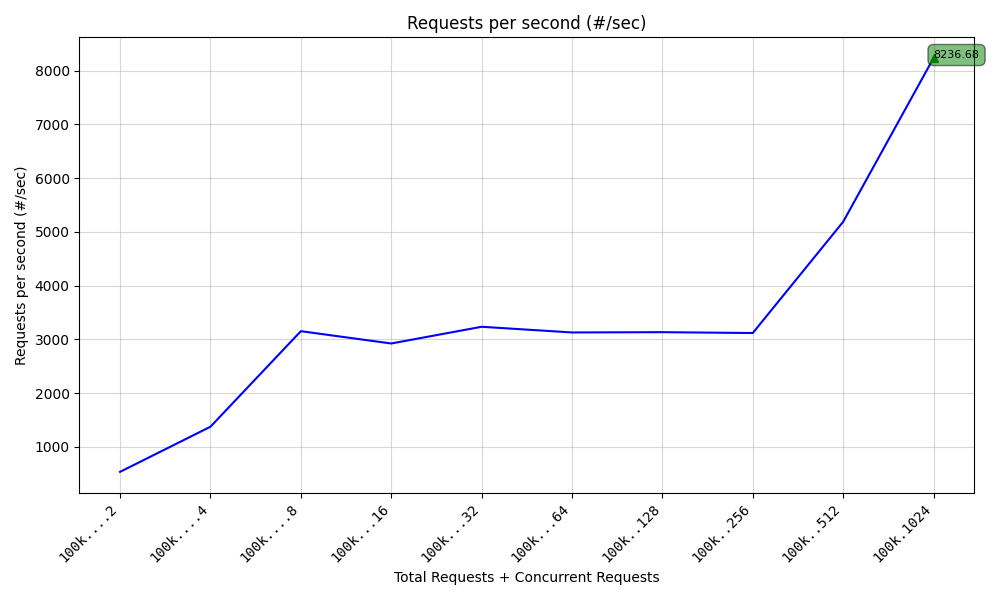 Requests per second (#/sec)
8236.68
8000
7000
6000
5000
4000
3000
2000
1000
Requests per second (#/sec)
100k....2
100k....4
100k....8
100k...16
100k...32
100k...64
100k..128
100k..256
100k..512
100k.1024
Total Requests + Concurrent Requests